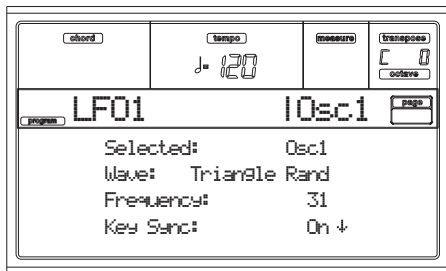 chord tempo measure transpose
♩= 120 C 0
octave
program LFO1 |Osc1 page
Selected: Osc1
Wave: Triangle Rand
Frequency: 31
Key Sync: On ↓